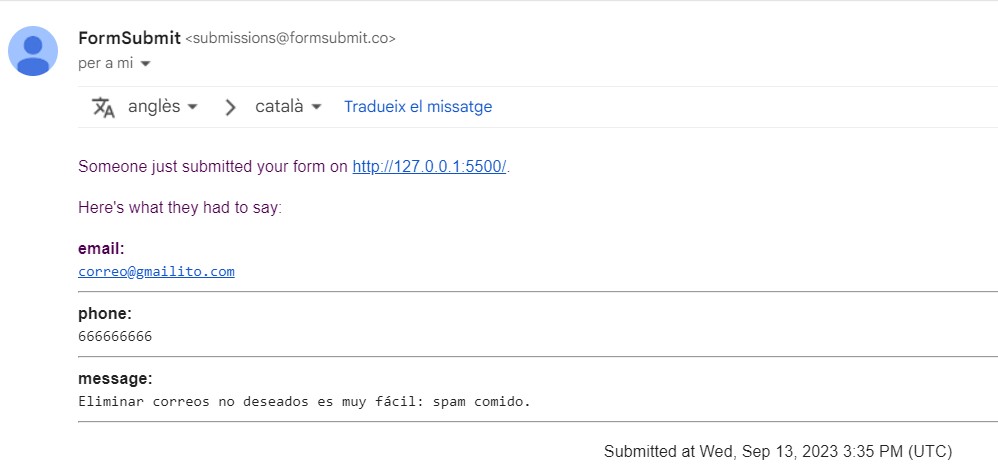 FormSubmit <submissions@formsubmit.co>
per a mi
anglès > català Tradueix el missatge
Someone just submitted your form on http://127.0.0.1:5500/.
Here's what they had to say:
email:
correo@gmailito.com
phone:
666666666
message:
Eliminar correos no deseados es muy fácil: spam comido.
Submitted at Wed, Sep 13, 2023 3:35 PM (UTC)